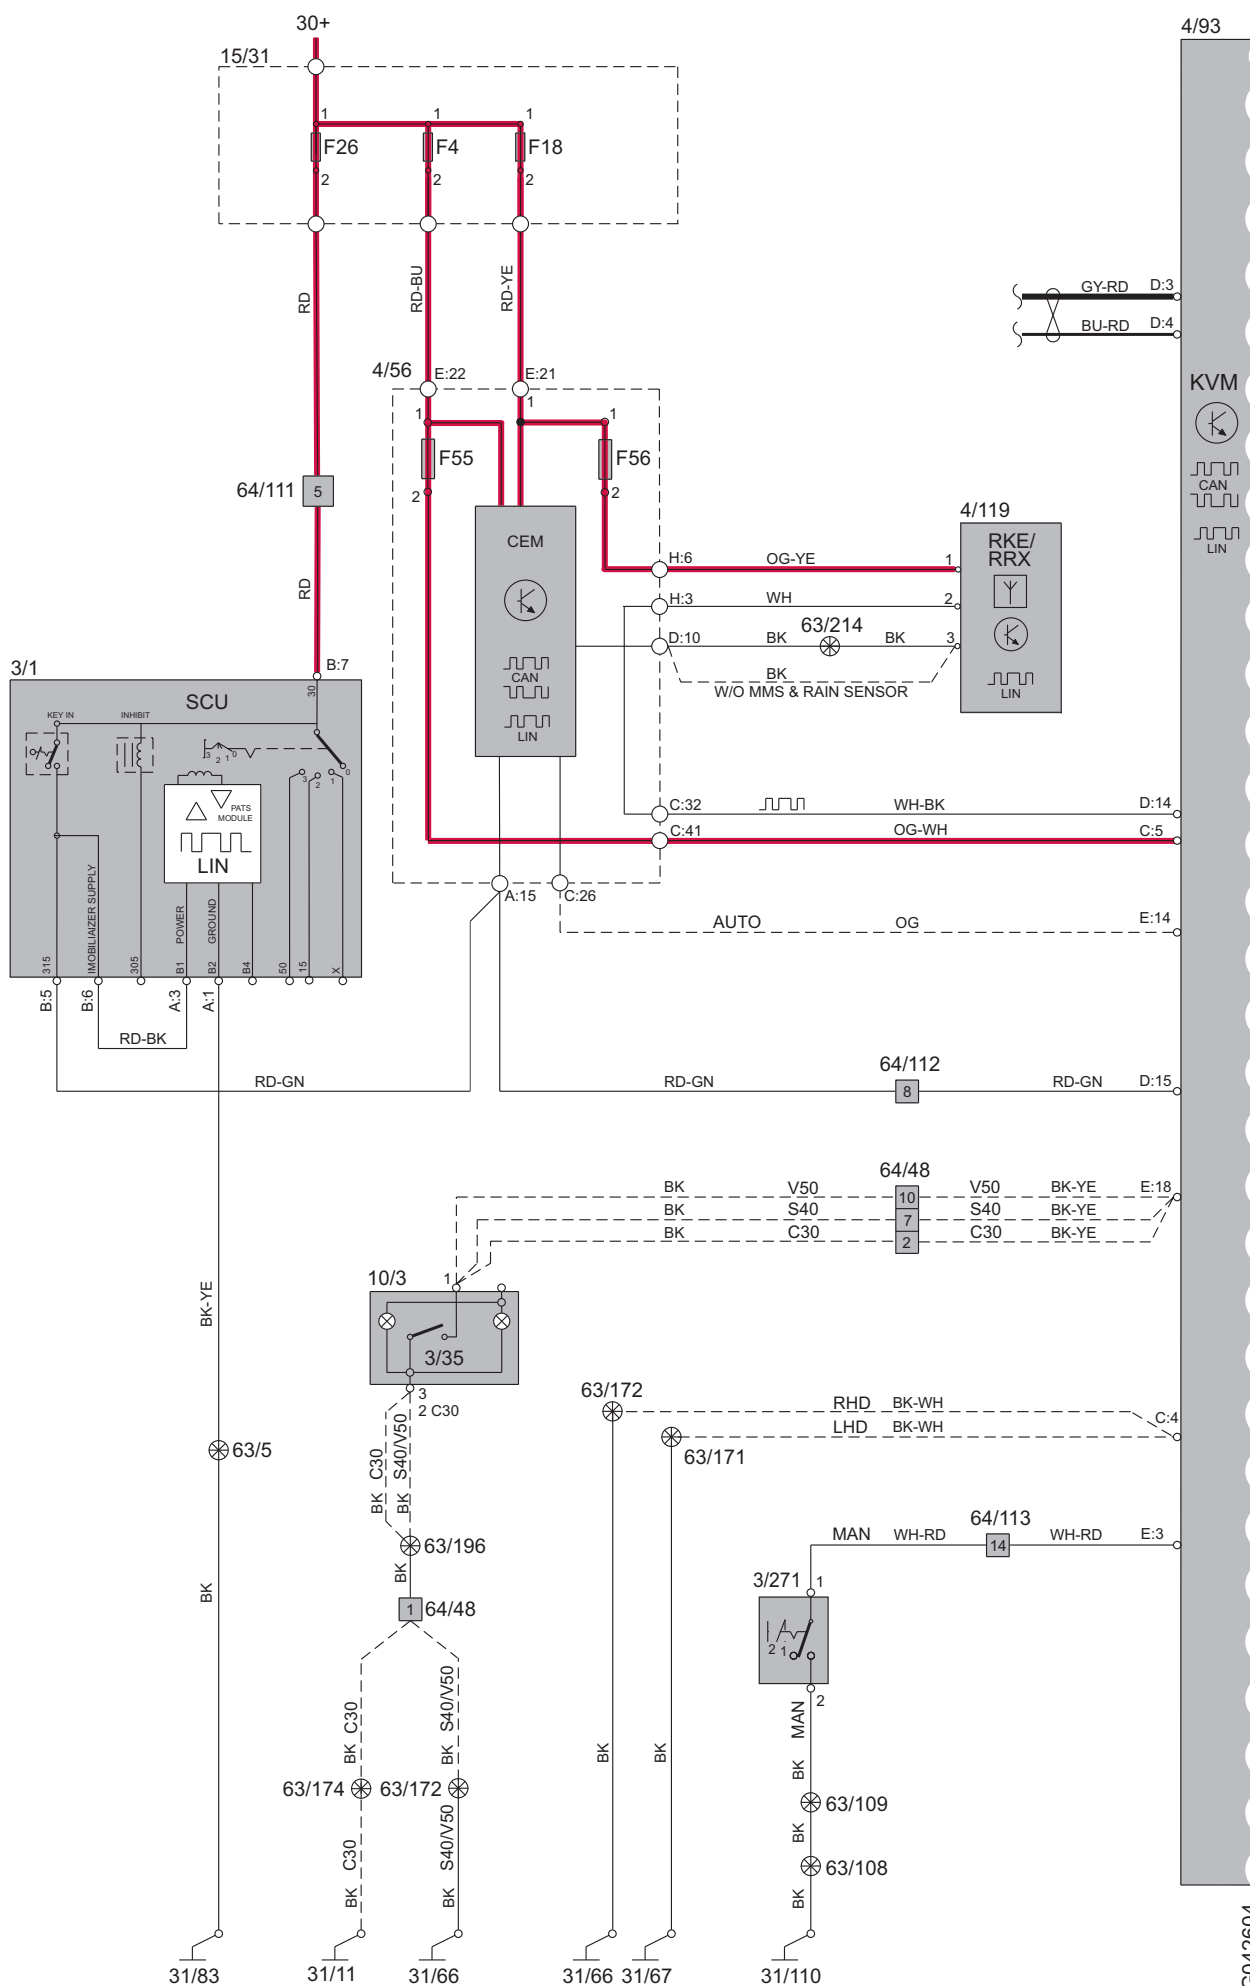 30+
4/93
15/31
1 1 1
F26 F4 F18
2 2 2
RD RD-BU RD-YE
GY-RD D:3
BU-RD D:4
4/56 E:22 E:21
1 1 1
KVM
F55 F56
2 2
CAN
LIN
64/111 5
4/119
CEM
RKE/
RRX
H:6 OG-YE 1
RD
H:3 WH 2
63/214
D:10 BK BK 3
BK
W/O MMS & RAIN SENSOR
CAN
LIN
LIN
3/1 B:7
SCU 30
KEY IN INHIBIT
3 2 1 0
3 2 1 0
PATS
MODULE
LIN
C:32 WH-BK D:14
C:41 OG-WH C:5
A:15 C:26
AUTO OG E:14
315 IMOBILIAIZER SUPPLY 305 B1 POWER B2 GROUND B4 50 15 X
B:5 B:6 A:3 A:1
RD-BK
64/112
RD-GN RD-GN 8 RD-GN D:15
64/48
BK V50 10 V50 BK-YE E:18
BK S40 7 S40 BK-YE
BK C30 2 C30 BK-YE
10/3 1
BK-YE
3/35
3
2 C30
63/172
RHD BK-WH
C:4
LHD BK-WH
63/171
63/5
BK C30
BK S40/V50
63/196
BK
64/113
MAN WH-RD 14 WH-RD E:3
3/271 1
1 64/48
BK
2 1
2
MAN
BK C30
BK S40/V50
BK BK BK
63/174 63/172
63/109
BK
63/108
BK C30
BK S40/V50
BK
31/83 31/11 31/66 31/66 31/67 31/110